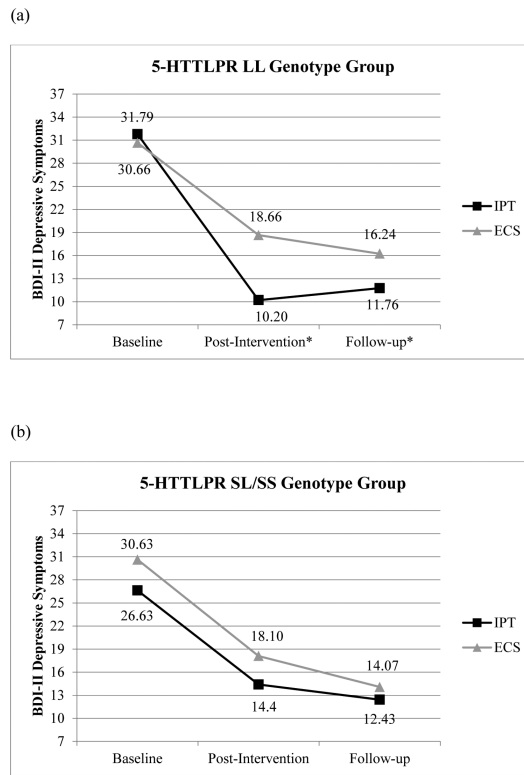 (a)
5-HTTLPR LL Genotype Group
BDI-II Depressive Symptoms
37
34
31
28
25
22
19
16
13
10
7
31.79
30.66
18.66
16.24
10.20
11.76
Baseline Post-Intervention* Follow-up*
IPT
ECS
(b)
5-HTTLPR SL/SS Genotype Group
BDI-II Depressive Symptoms
37
34
31
28
25
22
19
16
13
10
7
30.63
26.63
18.10
14.07
14.4
12.43
Baseline Post-Intervention Follow-up
IPT
ECS